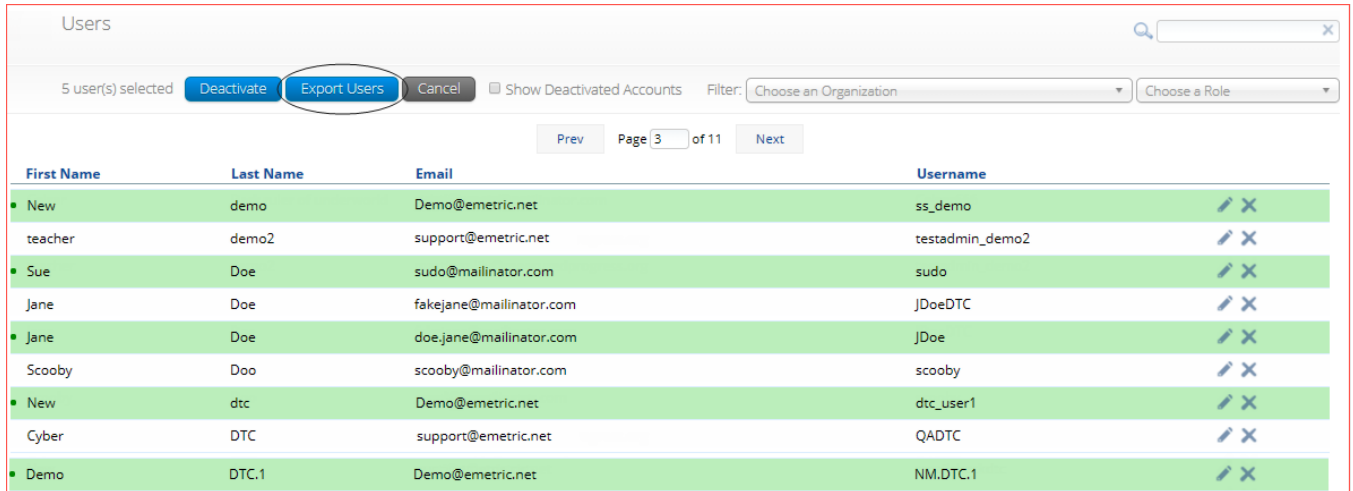 Users
5 user(s) selected Deactivate Export Users Cancel Show Deactivated Accounts Filter: Choose an Organization Choose a Role
Prev Page 3 of 11 Next
First Name Last Name Email Username
New demo Demo@emetric.net ss_demo
teacher demo2 support@emetric.net testadmin_demo2
Sue Doe sudo@mailinator.com sudo
Jane Doe fakejane@mailinator.com JDoeDTC
Jane Doe doe.jane@mailinator.com JDoe
Scooby Doo scooby@mailinator.com scooby
New dtc Demo@emetric.net dtc_user1
Cyber DTC support@emetric.net QADTC
Demo DTC.1 Demo@emetric.net NM.DTC.1